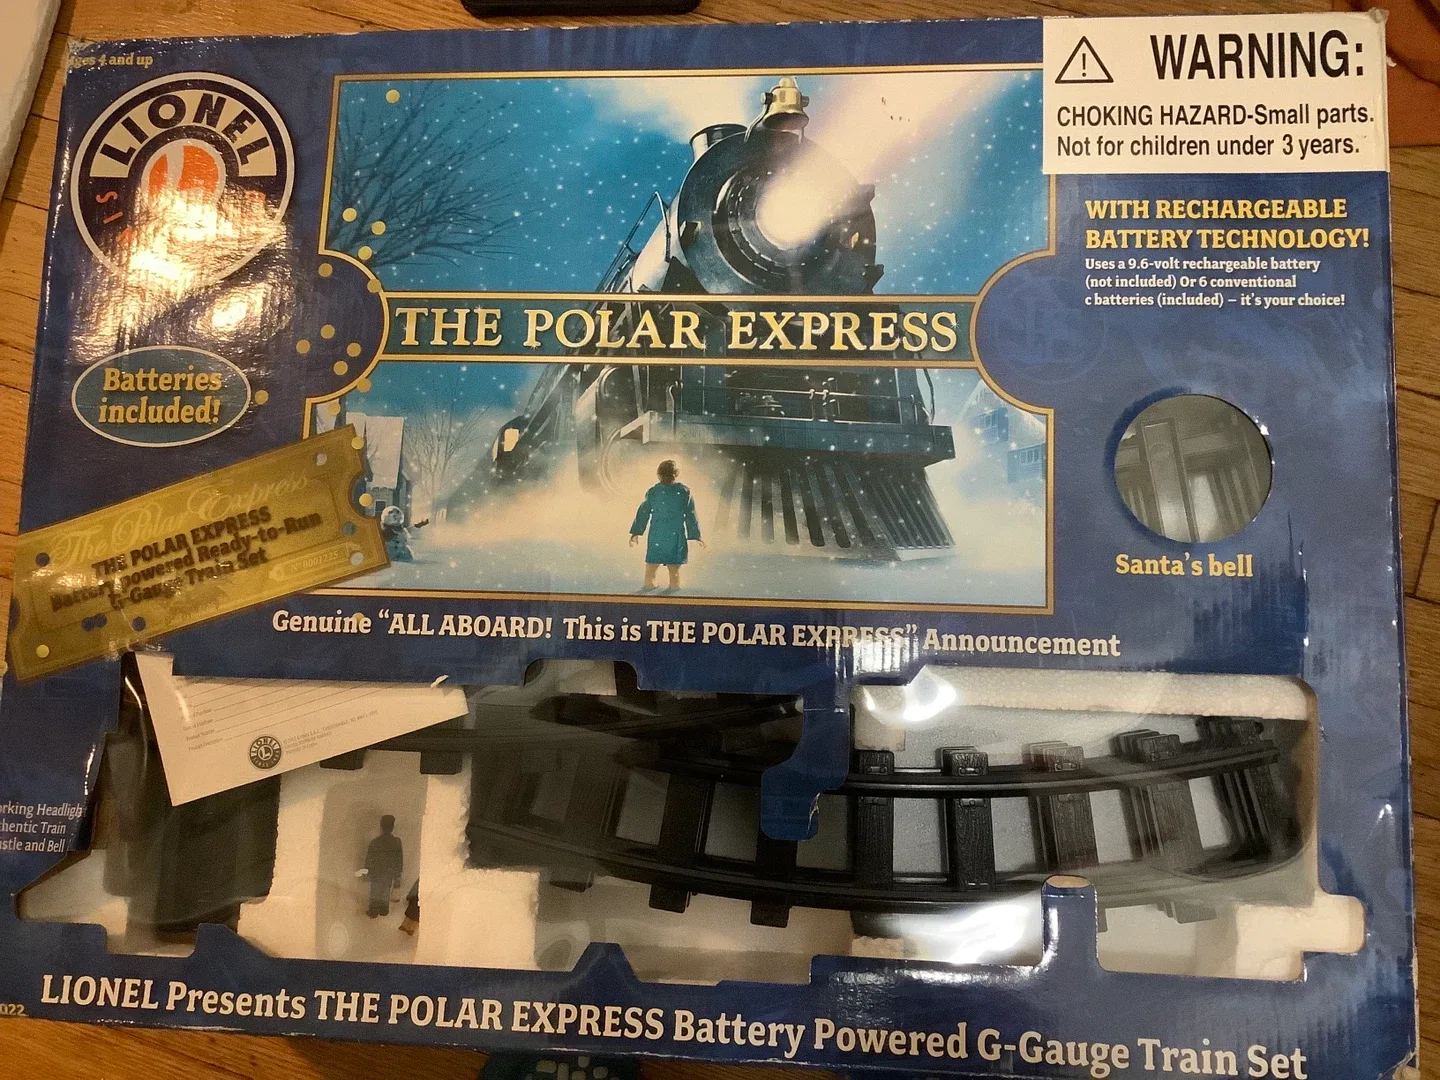 ges 4 and up
LIONEL
WARNING:
CHOKING HAZARD-Small parts.
Not for children under 3 years.
WITH RECHARGEABLE
BATTERY TECHNOLOGY!
Uses a 9.6-volt rechargeable battery
(not included) Or 6 conventional
c batteries (included) – it's your choice!
THE POLAR EXPRESS
Batteries
included!
The Polar Express
THE POLAR EXPRESS
Battery-powered Ready-to-Run
G-Gauge Train Set
Santa's bell
Genuine "ALL ABOARD! This is THE POLAR EXPRESS" Announcement
LIONEL
orking Headligh
thentic Train
istle and Bell
022
LIONEL Presents THE POLAR EXPRESS Battery Powered G-Gauge Train Set